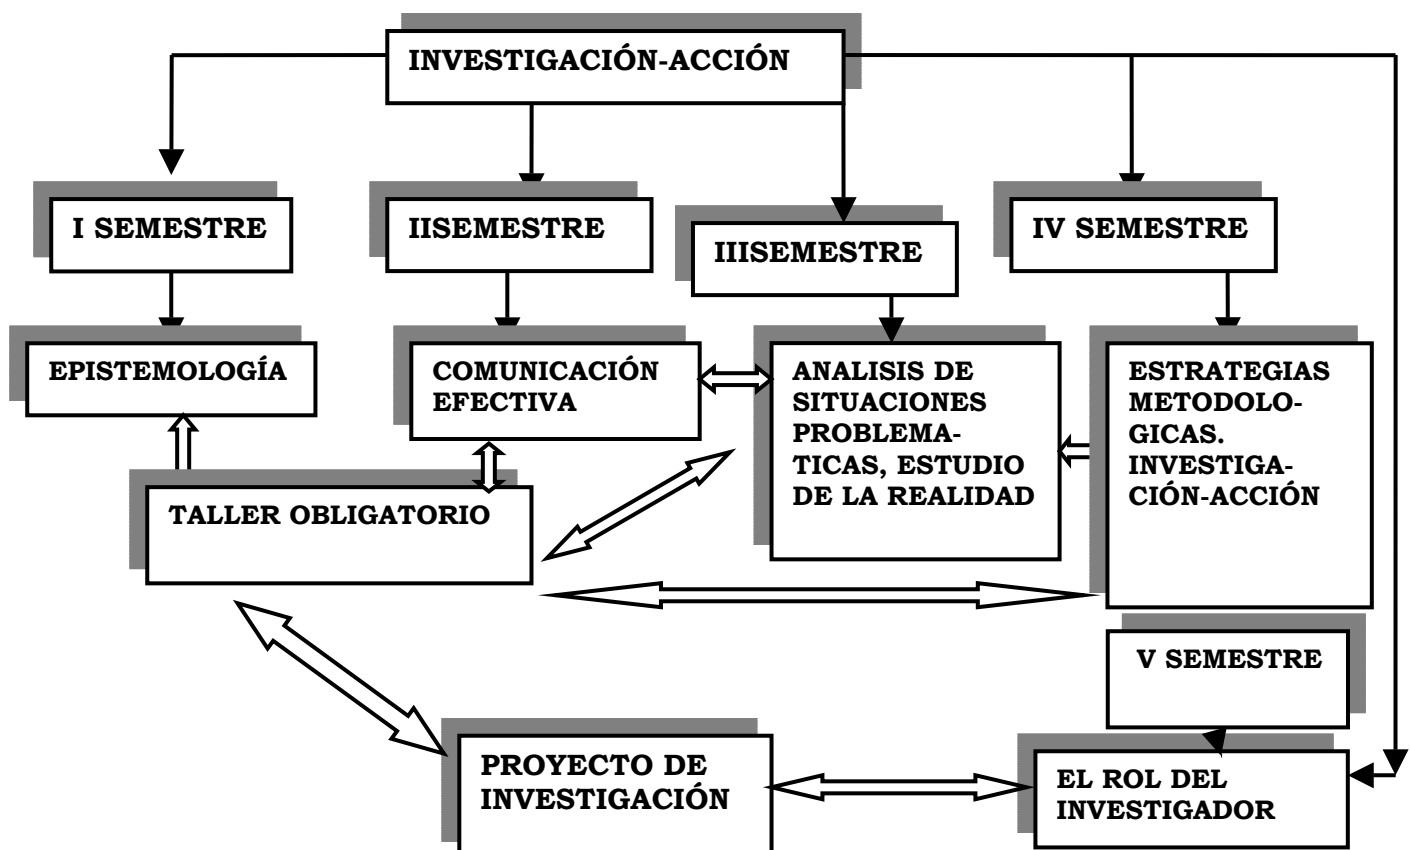 INVESTIGACIÓN-ACCIÓN
I SEMESTRE
IISEMESTRE
IIISEMESTRE
IV SEMESTRE
EPISTEMOLOGÍA
COMUNICACIÓN
EFECTIVA
ANALISIS DE
SITUACIONES
PROBLEMA-
TICAS, ESTUDIO
DE LA REALIDAD
ESTRATEGIAS
METODOLO-
GICAS.
INVESTIGA-
CIÓN-ACCIÓN
TALLER OBLIGATORIO
V SEMESTRE
PROYECTO DE
INVESTIGACIÓN
EL ROL DEL
INVESTIGADOR